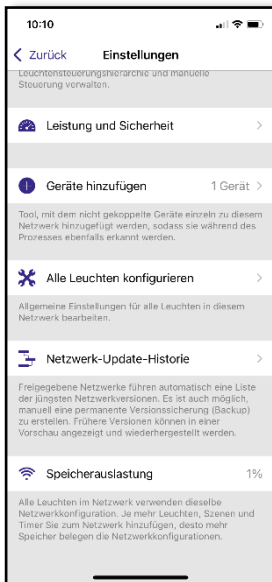 10:10
Zurück Einstellungen
Leuchtensteuerungshierarchie und manuelle
Steuerung verwalten.
Leistung und Sicherheit
Geräte hinzufügen 1 Gerät
Tool, mit dem nicht gekoppelte Geräte einzeln zu diesem
Netzwerk hinzugefügt werden, sodass sie während des
Prozesses ebenfalls erkannt werden.
Alle Leuchten konfigurieren
Allgemeine Einstellungen für alle Leuchten in diesem
Netzwerk bearbeiten.
Netzwerk-Update-Historie
Freigegebene Netzwerke führen automatisch eine Liste
der jüngsten Netzwerkversionen. Es ist auch möglich,
manuell eine permanente Versionssicherung (Backup)
zu erstellen. Frühere Versionen können in einer
Vorschau angezeigt und wiederhergestellt werden.
Speicherauslastung 1%
Alle Leuchten im Netzwerk verwenden dieselbe
Netzwerkkonfiguration. Je mehr Leuchten, Szenen und
Timer Sie zum Netzwerk hinzufügen, desto mehr
Speicher belegen die Netzwerkkonfigurationen.